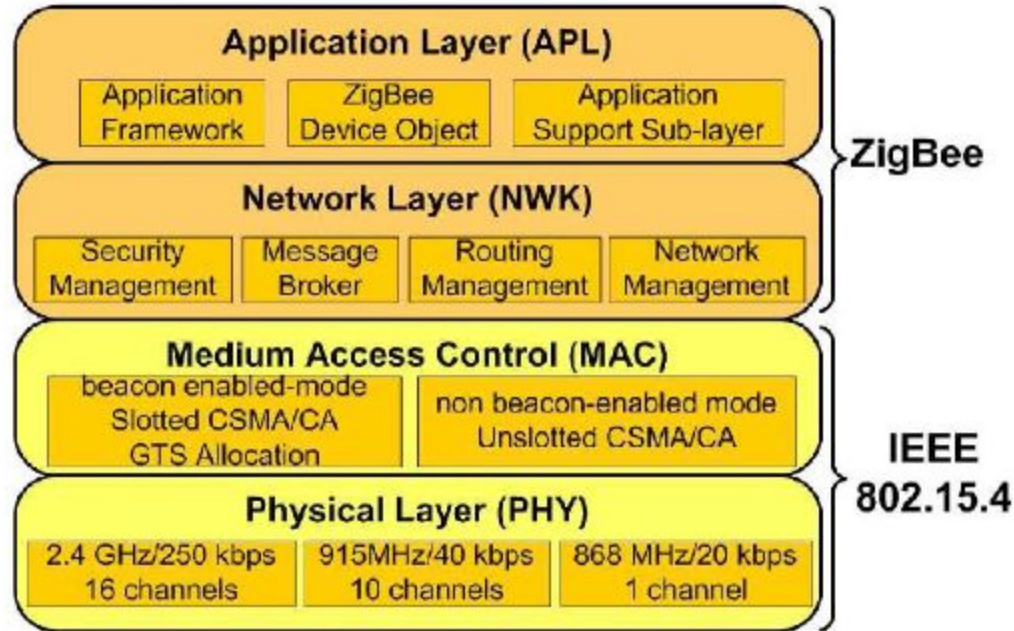 Application Layer (APL)
Application
Framework
ZigBee
Device Object
Application
Support Sub-layer
Network Layer (NWK)
Security
Management
Message
Broker
Routing
Management
Network
Management
ZigBee
Medium Access Control (MAC)
beacon enabled-mode
Slotted CSMA/CA
GTS Allocation
non beacon-enabled mode
Unslotted CSMA/CA
Physical Layer (PHY)
2.4 GHz/250 kbps
16 channels
915MHz/40 kbps
10 channels
868 MHz/20 kbps
1 channel
IEEE
802.15.4